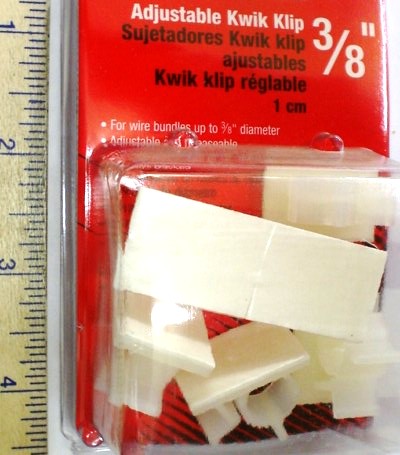 Adjustable Kwik Klip
Sujetadores Kwik klip
ajustables
Kwik klip réglable
1 cm
3/8"
• For wire bundles up to 3/8" diameter
• Adjustable
1
2
3
4